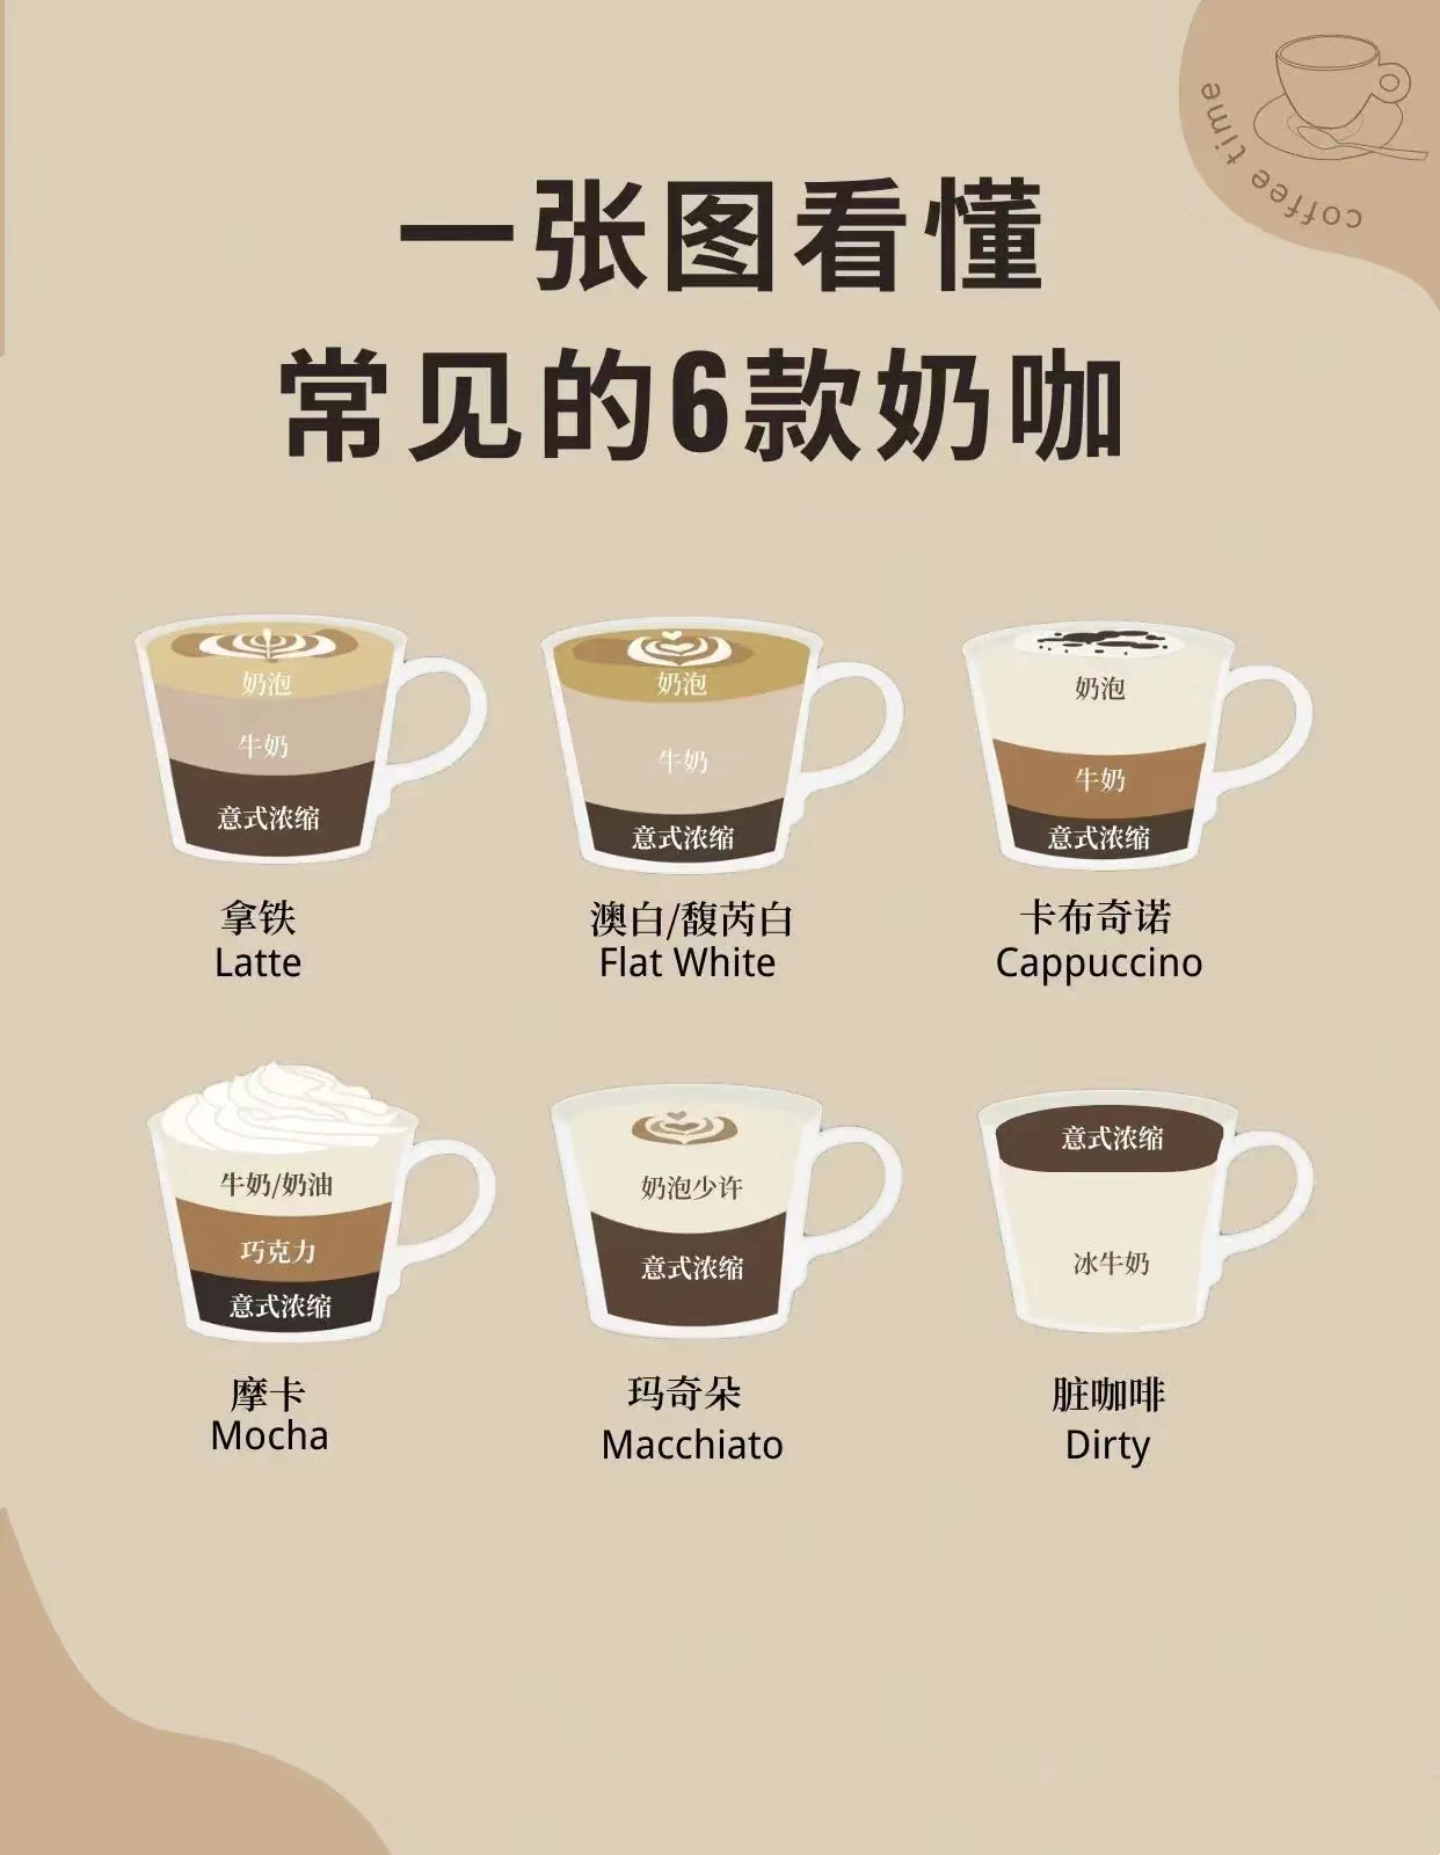 coffee time
一张图看懂
常见的6款奶咖
奶泡
牛奶
意式浓缩
拿铁
Latte
奶泡
牛奶
意式浓缩
澳白/馥芮白
Flat White
奶泡
牛奶
意式浓缩
卡布奇诺
Cappuccino
牛奶/奶油
巧克力
意式浓缩
摩卡
Mocha
奶泡少许
意式浓缩
玛奇朵
Macchiato
意式浓缩
冰牛奶
脏咖啡
Dirty